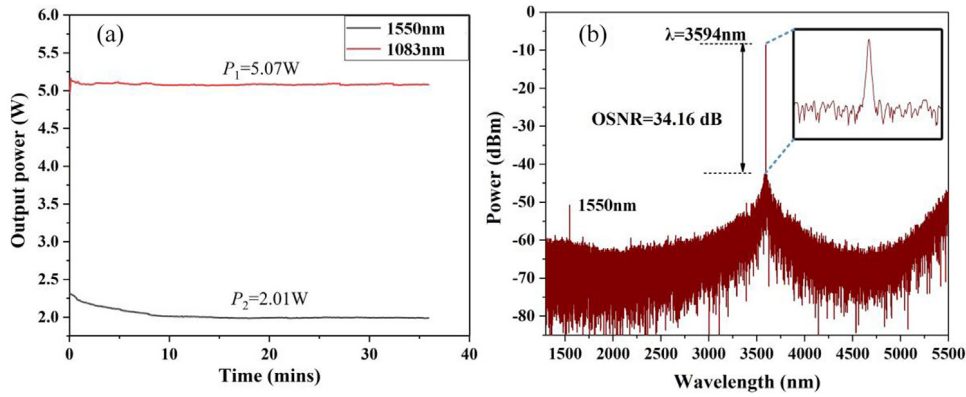 (a)
1550nm
1083nm
P1=5.07W
P2=2.01W
5.5
5.0
4.5
4.0
3.5
3.0
2.5
2.0
0
10
20
30
40
Output power (W)
Time (mins)
(b)
λ=3594nm
OSNR=34.16 dB
1550nm
0
-10
-20
-30
-40
-50
-60
-70
-80
1500
2000
2500
3000
3500
4000
4500
5000
5500
Power (dBm)
Wavelength (nm)